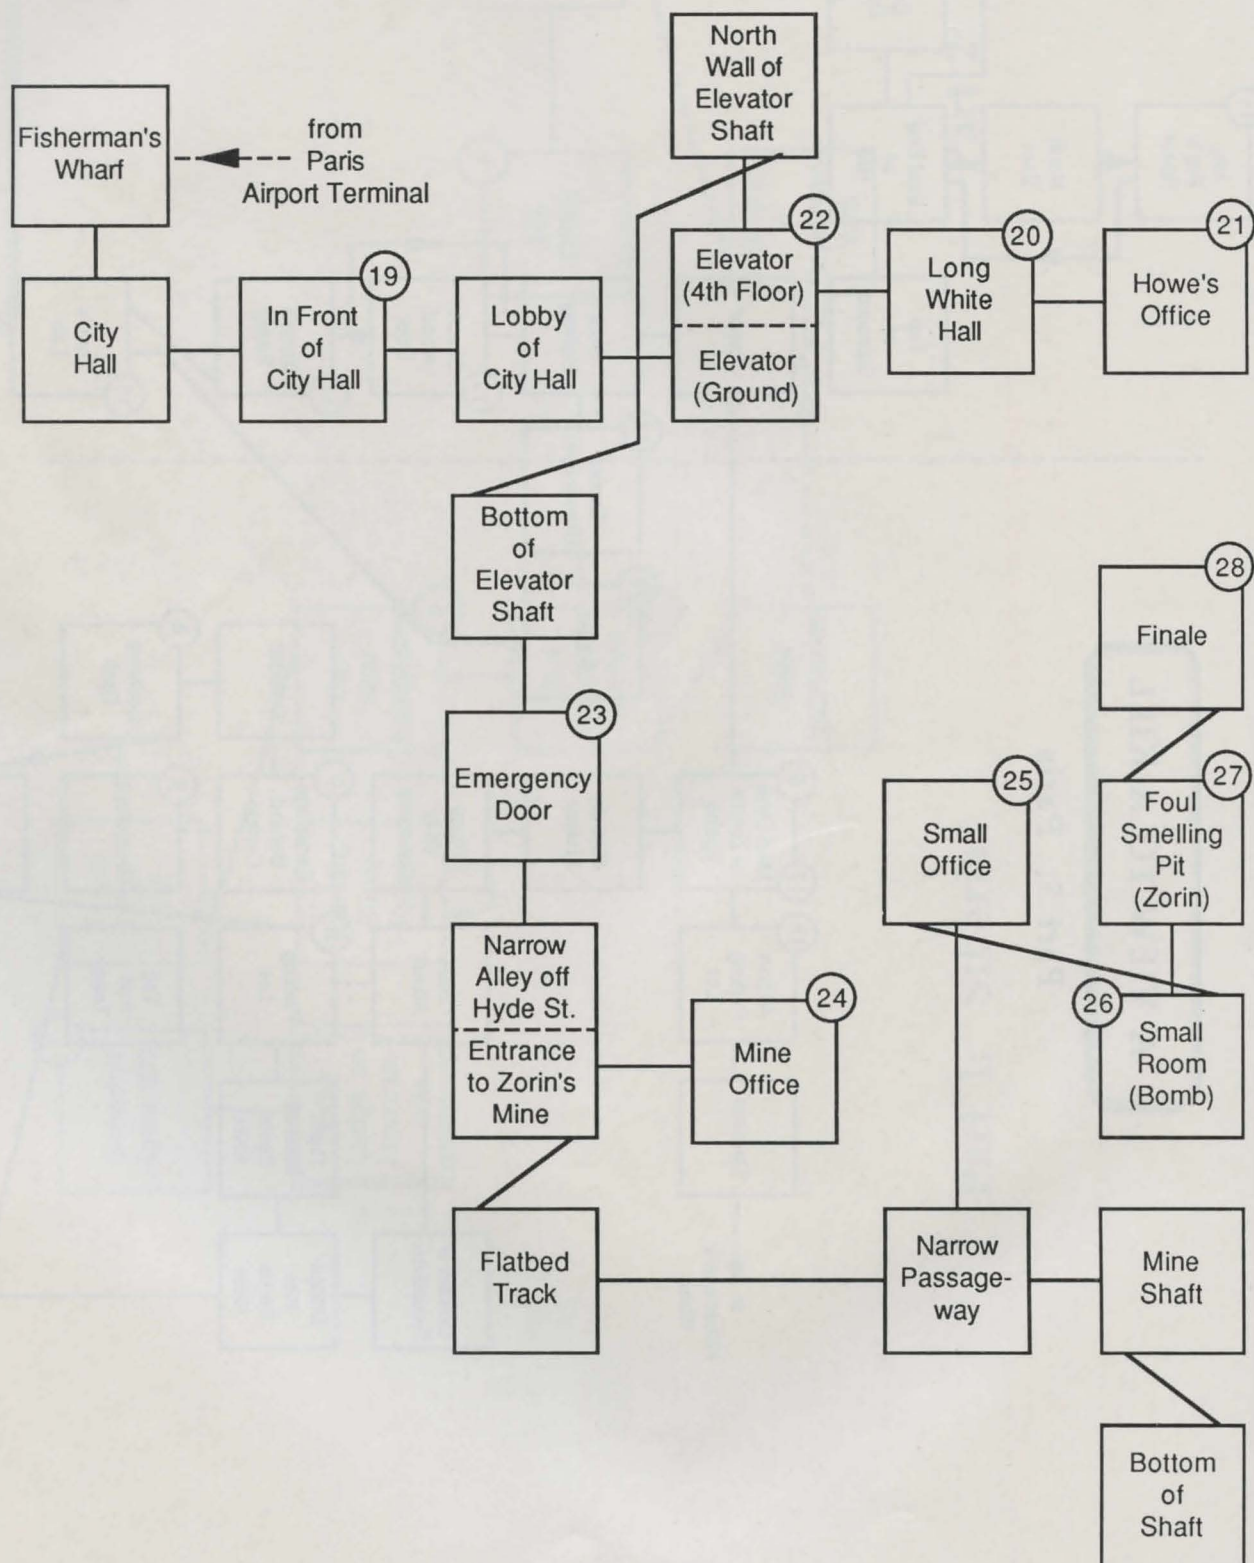 North
Wall of
Elevator
Shaft
Fisherman's
Wharf
from
Paris
Airport Terminal
22
Elevator
(4th Floor)
Elevator
(Ground)
20
Long
White
Hall
21
Howe's
Office
City
Hall
19
In Front
of
City Hall
Lobby
of
City Hall
Bottom
of
Elevator
Shaft
28
Finale
23
Emergency
Door
25
Small
Office
27
Foul
Smelling
Pit
(Zorin)
Narrow
Alley off
Hyde St.
Entrance
to Zorin's
Mine
24
Mine
Office
26
Small
Room
(Bomb)
Flatbed
Track
Narrow
Passage-
way
Mine
Shaft
Bottom
of
Shaft